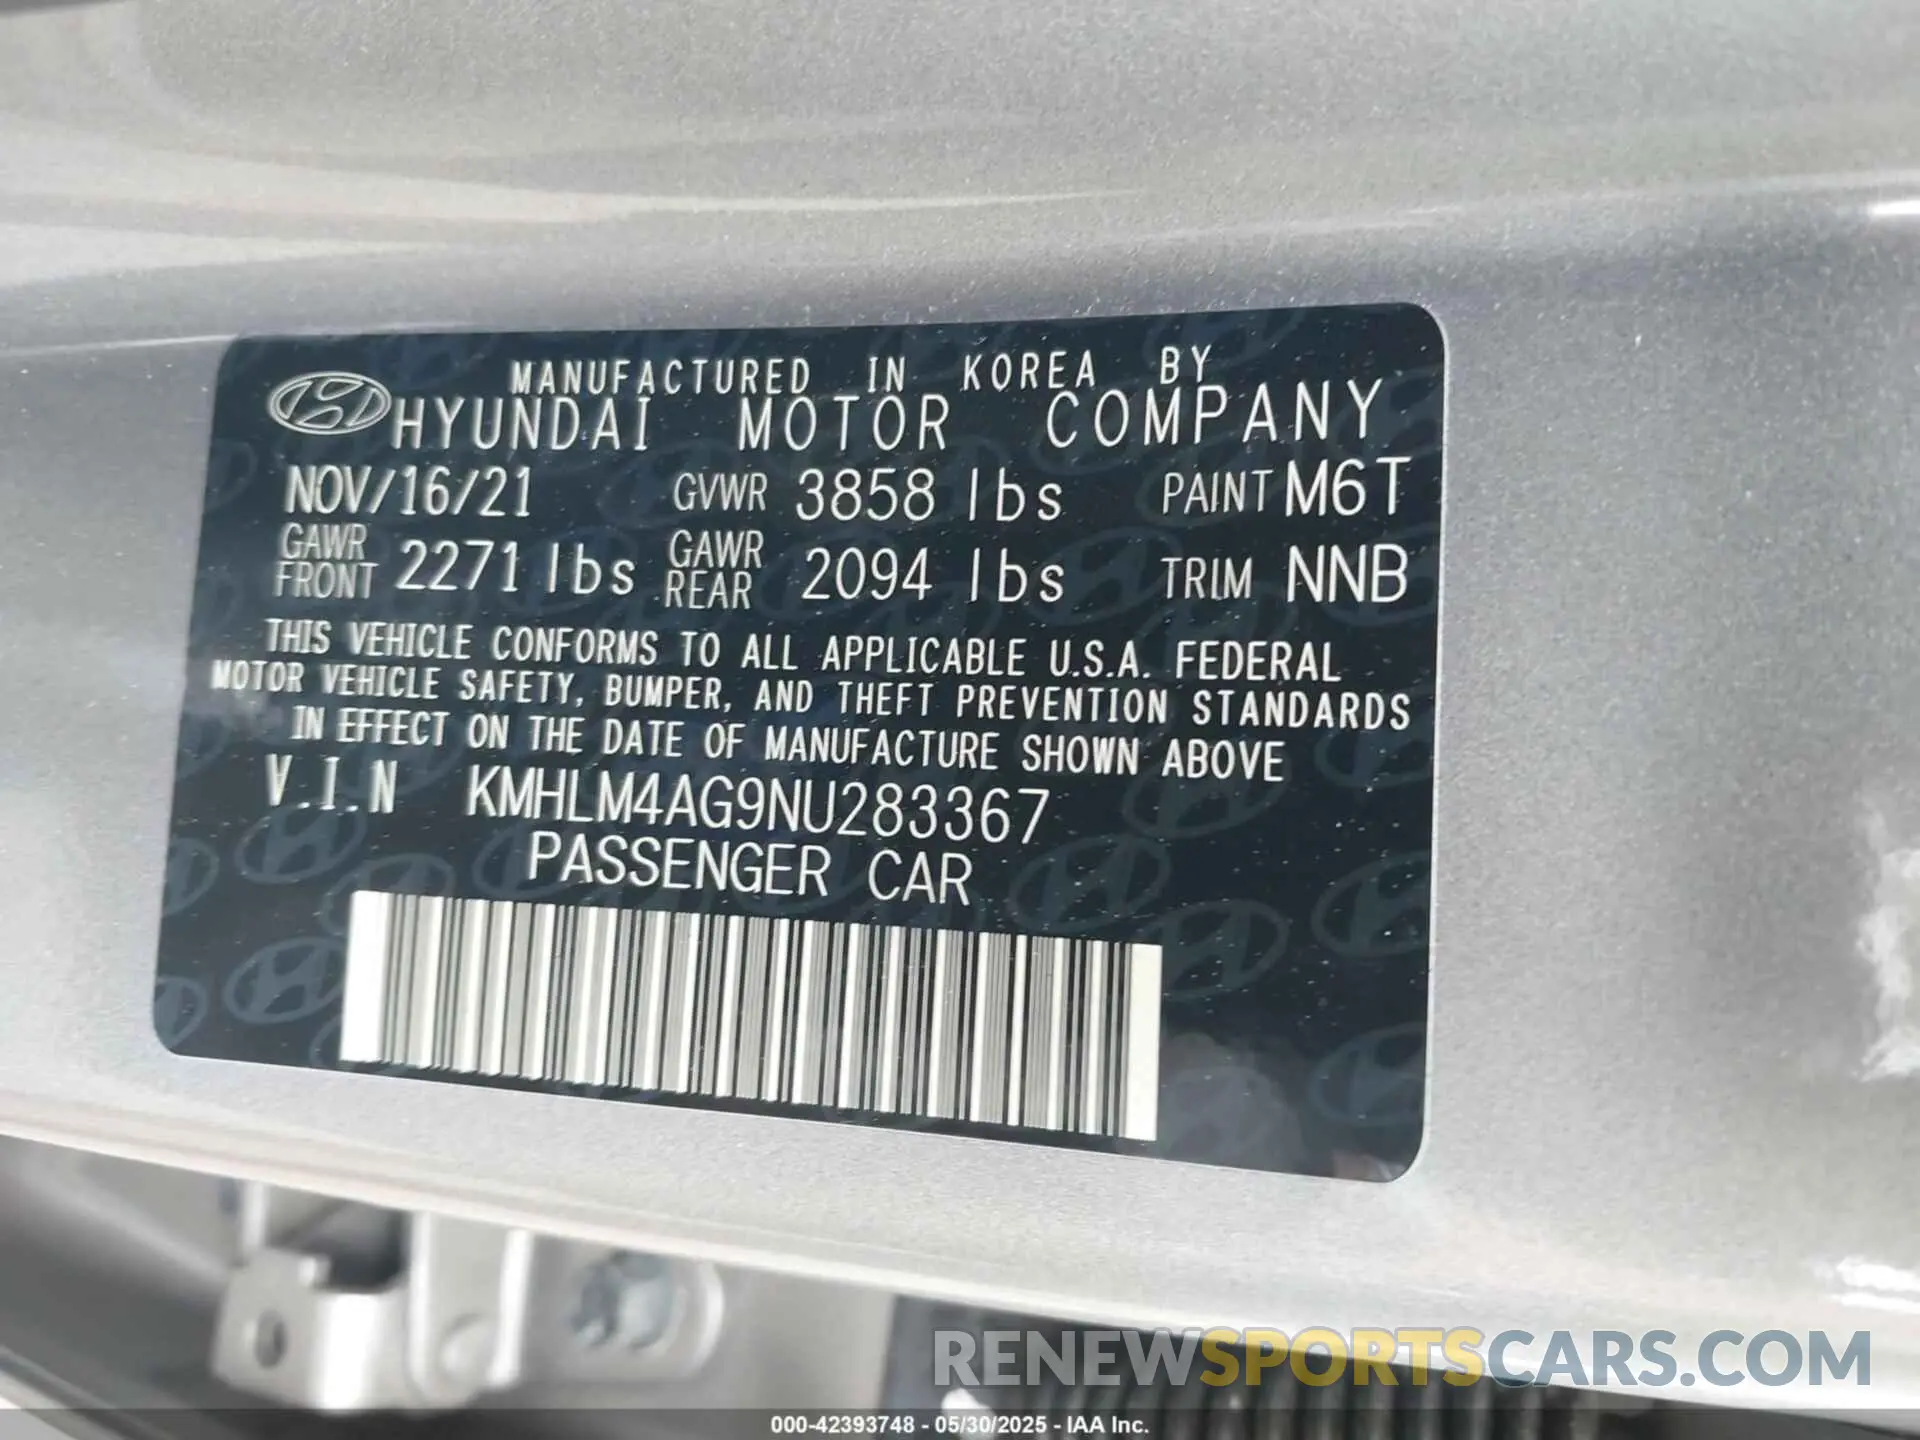 MANUFACTURED IN KOREA BY
HYUNDAI MOTOR COMPANY
NOV/16/21 GVWR 3858 lbs PAINT M6T
GAWR FRONT 2271 lbs GAWR REAR 2094 lbs TRIM NNB
THIS VEHICLE CONFORMS TO ALL APPLICABLE U.S.A. FEDERAL
MOTOR VEHICLE SAFETY, BUMPER, AND THEFT PREVENTION STANDARDS
IN EFFECT ON THE DATE OF MANUFACTURE SHOWN ABOVE
V.I.N KMHLM4AG9NU283367
PASSENGER CAR
RENEWSPORTSCARS.COM
000-42393748 - 05/30/2025 - IAA Inc.